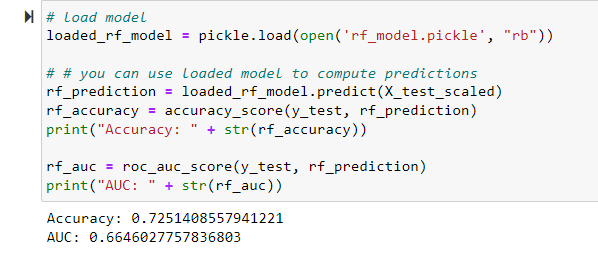 # load model
loaded_rf_model = pickle.load(open('rf_model.pickle', "rb"))
# # you can use loaded model to compute predictions
rf_prediction = loaded_rf_model.predict(X_test_scaled)
rf_accuracy = accuracy_score(y_test, rf_prediction)
print("Accuracy: " + str(rf_accuracy))
rf_auc = roc_auc_score(y_test, rf_prediction)
print("AUC: " + str(rf_auc))
Accuracy: 0.7251408557941221
AUC: 0.6646027757836803